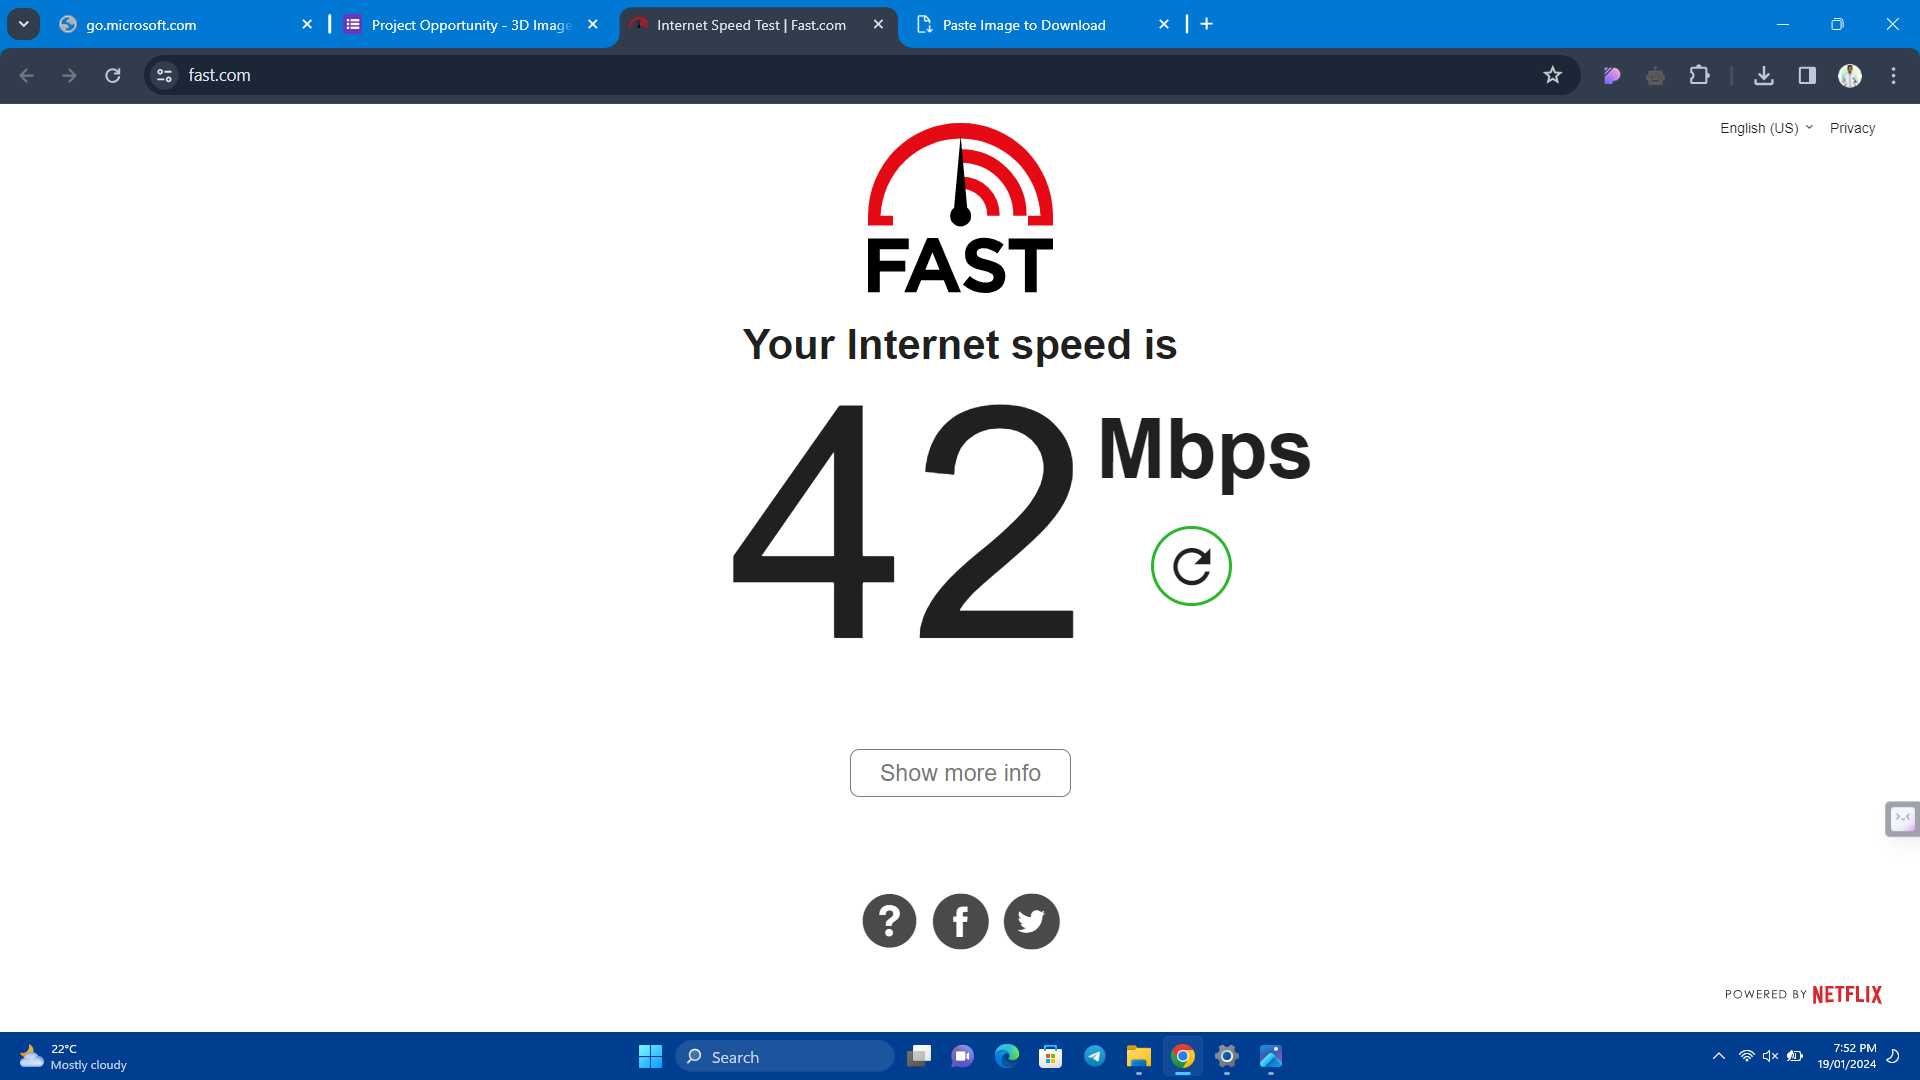 go.microsoft.com
Project Opportunity - 3D Image
Internet Speed Test | Fast.com
Paste Image to Download
fast.com
English (US)
Privacy
FAST
Your Internet speed is
42 Mbps
Show more info
POWERED BY NETFLIX
22°C
Mostly cloudy
Search
7:52 PM
19/01/2024